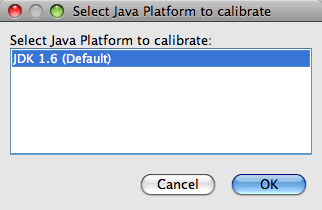 Select Java Platform to calibrate
Select Java Platform to calibrate:
JDK 1.6 (Default)
Cancel
OK